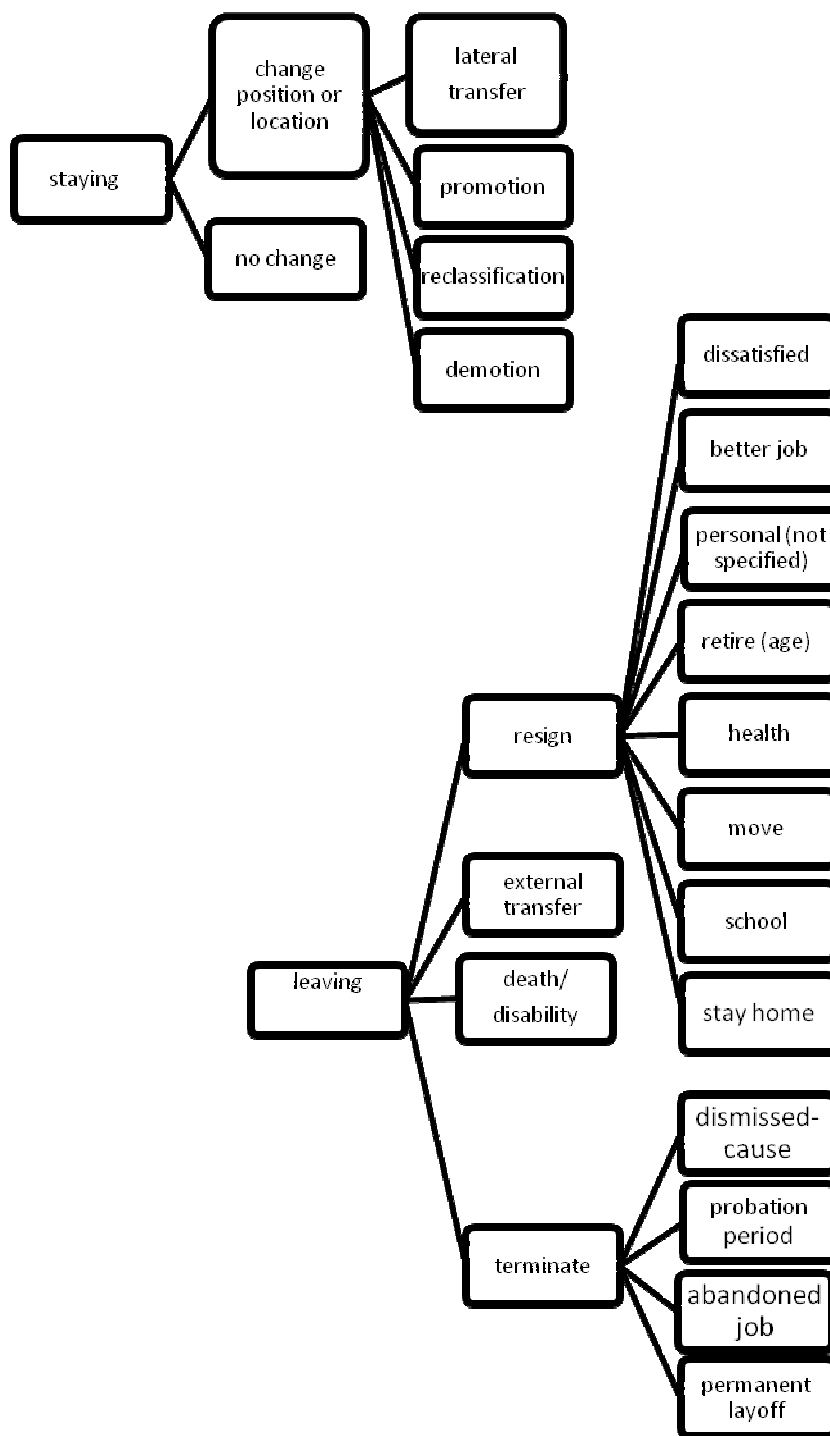 change
position or
location
lateral
transfer
staying
promotion
no change
reclassification
demotion
dissatisfied
better job
personal (not
specified)
retire (age)
resign
health
move
external
transfer
school
leaving
death/
disability
stay home
dismissed-
cause
probation
period
terminate
abandoned
job
permanent
layoff